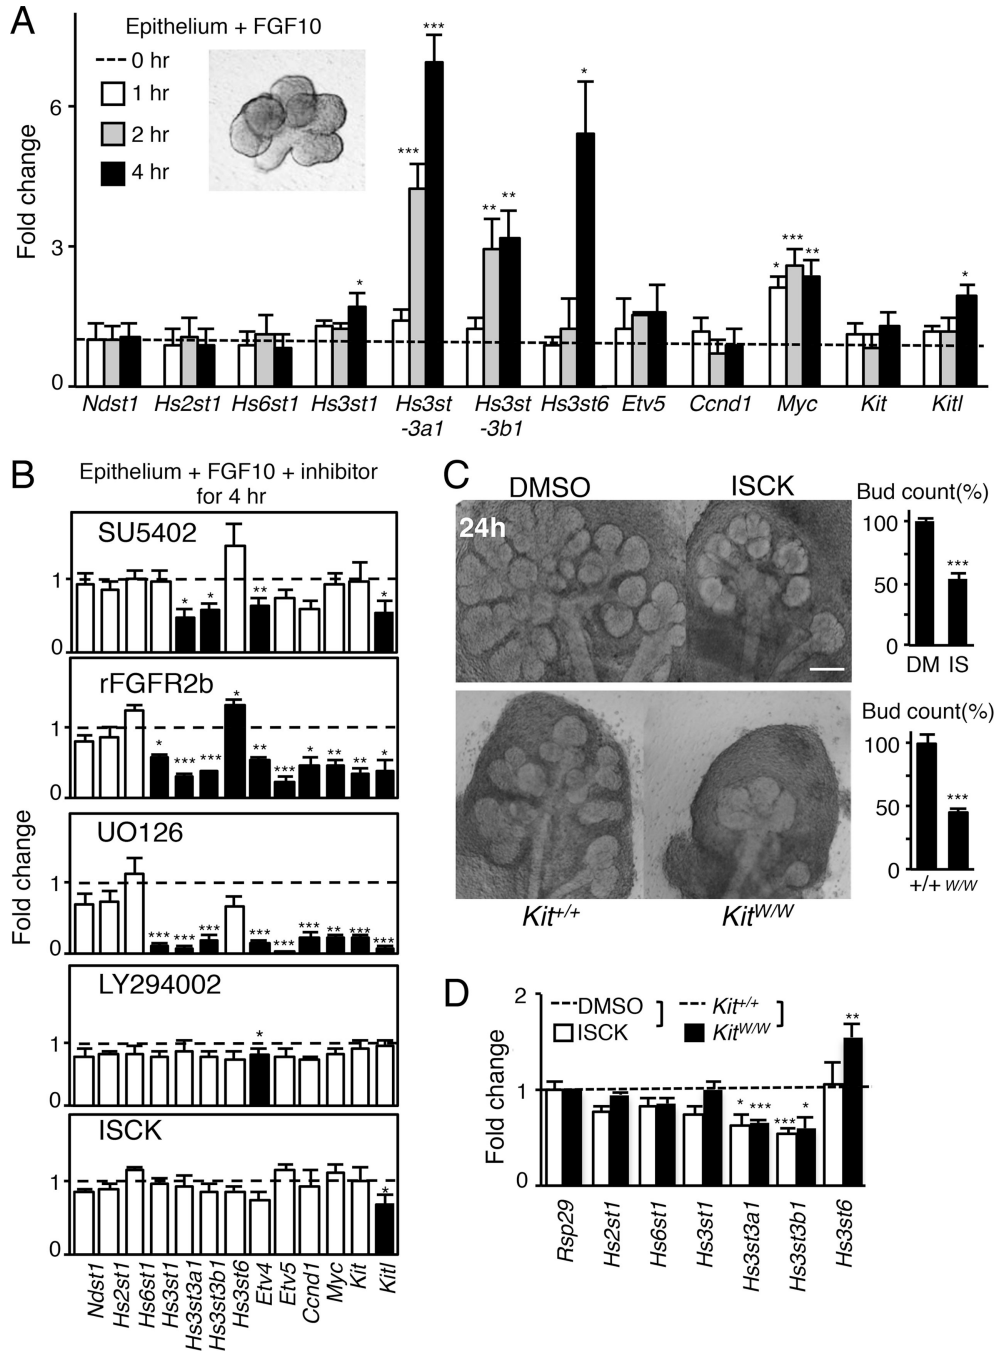 A
Epithelium + FGF10
0 hr
1 hr
2 hr
4 hr
Fold change
6
3
0
***
***
*
**
**
*
*
***
**
*
Ndst1 Hs2st1 Hs6st1 Hs3st1 Hs3st-3a1 Hs3st-3b1 Hs3st6 Etv5 Ccnd1 Myc Kit Kitl
B
Epithelium + FGF10 + inhibitor
for 4 hr
Fold change
SU5402
1
0
* * ** *
rFGFR2b
1
0
* *** *** * ** *** * ** ** *
UO126
1
0
*** *** *** *** *** *** ** *** ***
LY294002
1
0
*
ISCK
1
0
*
Ndst1 Hs2st1 Hs6st1 Hs3st1 Hs3st3a1 Hs3st3b1 Hs3st6 Etv4 Etv5 Ccnd1 Myc Kit Kitl
C
DMSO ISCK
24h
Bud count(%)
100
50
0
***
DM IS
Kit+/+ KitW/W
Bud count(%)
100
50
0
***
+/+ W/W
D
Fold change
2
1
0
DMSO Kit+/+
ISCK KitW/W
* *** *** * **
Rsp29 Hs2st1 Hs6st1 Hs3st1 Hs3st3a1 Hs3st3b1 Hs3st6